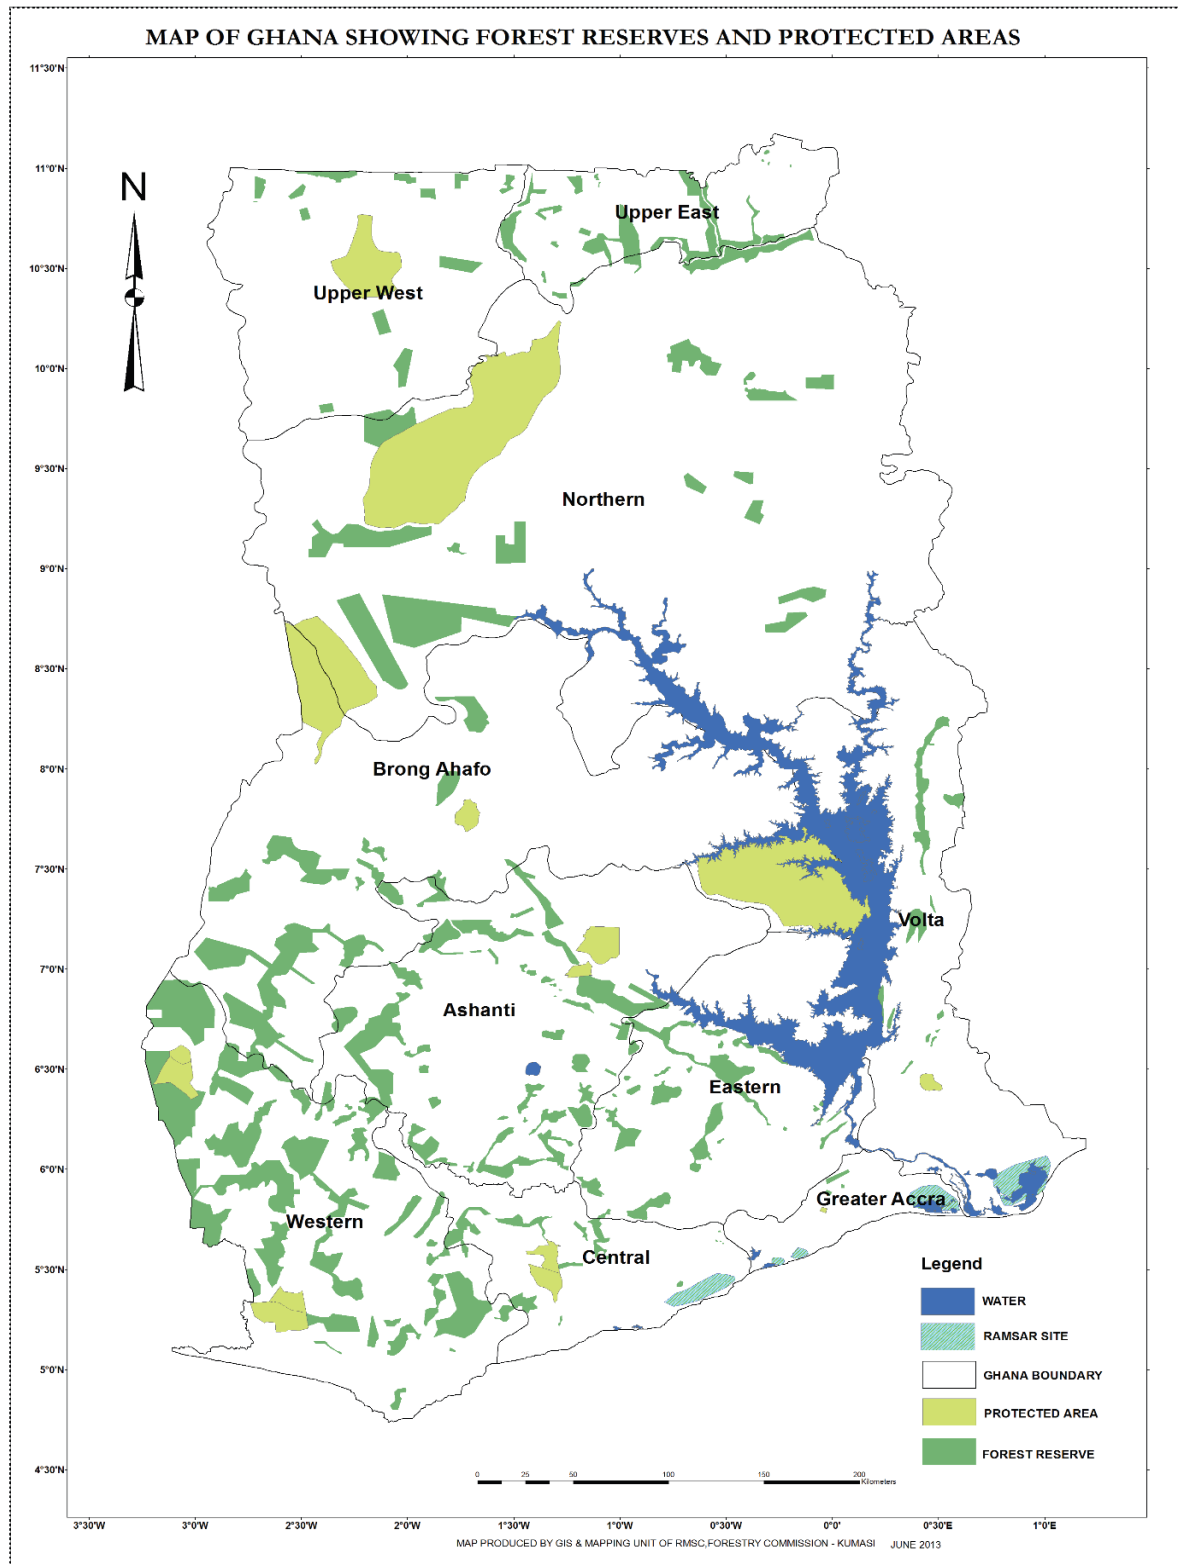 MAP OF GHANA SHOWING FOREST RESERVES AND PROTECTED AREAS
11°30'N
11°0'N
10°30'N
10°0'N
9°30'N
9°0'N
8°30'N
8°0'N
7°30'N
7°0'N
6°30'N
6°0'N
5°30'N
5°0'N
4°30'N
N
Upper East
Upper West
Northern
Brong Ahafo
Volta
Ashanti
Eastern
Greater Accra
Western
Central
Legend
WATER
RAMSAR SITE
GHANA BOUNDARY
PROTECTED AREA
FOREST RESERVE
0 25 50 100 150 200
Kilometers
3°30'W 3°0'W 2°30'W 2°0'W 1°30'W 1°0'W 0°30'W 0°0' 0°30'E 1°0'E
MAP PRODUCED BY GIS & MAPPING UNIT OF RMSC,FORESTRY COMMISSION - KUMASI JUNE 2013